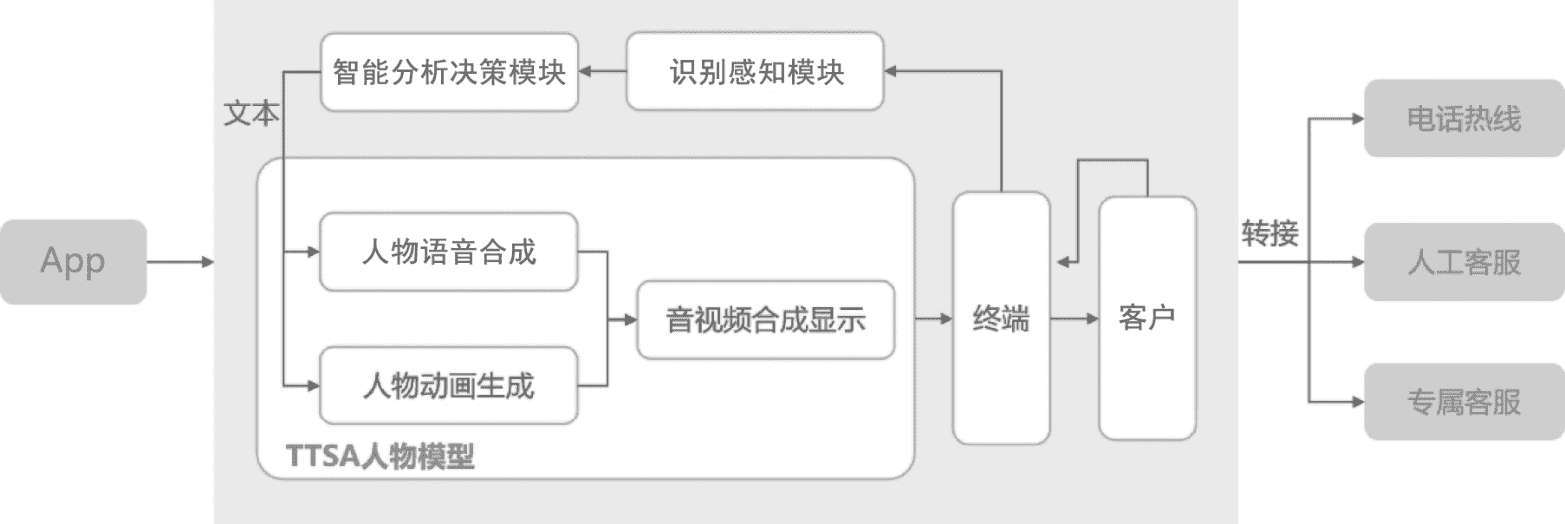 智能分析决策模块
识别感知模块
文本
电话热线
App
人物语音合成
转接
人工客服
音视频合成显示
终端
客户
人物动画生成
专属客服
TTSA人物模型